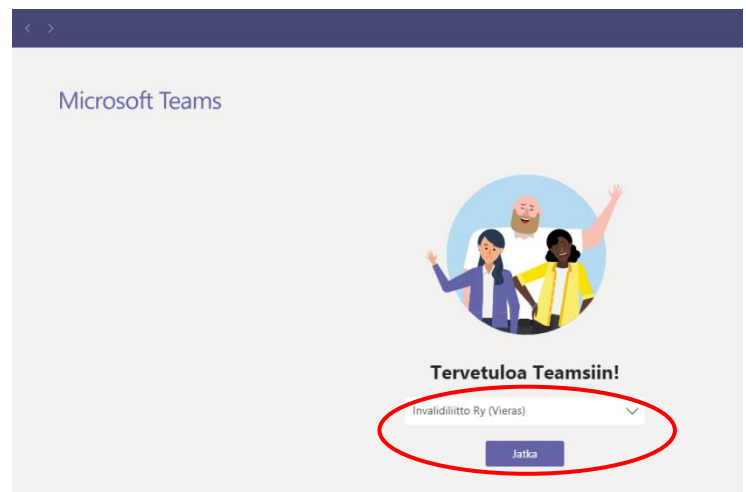 Microsoft Teams
Tervetuloa Teamsiin!
Invalidiliitto Ry (Vieras)
Jatka